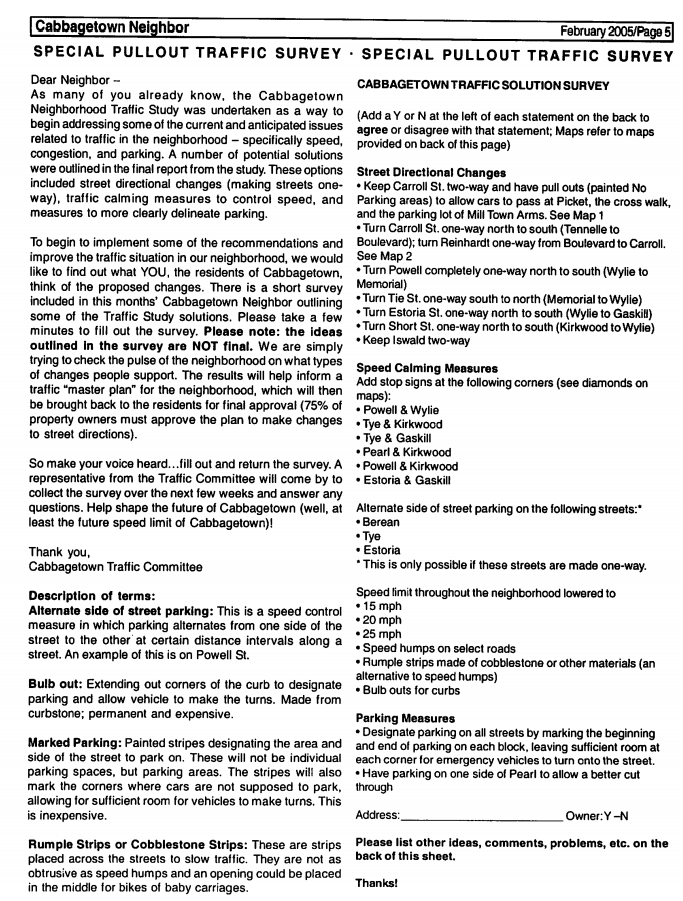 Cabbagetown Neighbor
February 2005/Page 5
SPECIAL PULLOUT TRAFFIC SURVEY · SPECIAL PULLOUT TRAFFIC SURVEY
Dear Neighbor –
As many of you already know, the Cabbagetown
Neighborhood Traffic Study was undertaken as a way to
begin addressing some of the current and anticipated issues
related to traffic in the neighborhood – specifically speed,
congestion, and parking. A number of potential solutions
were outlined in the final report from the study. These options
included street directional changes (making streets one-
way), traffic calming measures to control speed, and
measures to more clearly delineate parking.
To begin to implement some of the recommendations and
improve the traffic situation in our neighborhood, we would
like to find out what YOU, the residents of Cabbagetown,
think of the proposed changes. There is a short survey
included in this months' Cabbagetown Neighbor outlining
some of the Traffic Study solutions. Please take a few
minutes to fill out the survey. Please note: the ideas
outlined in the survey are NOT final. We are simply
trying to check the pulse of the neighborhood on what types
of changes people support. The results will help inform a
traffic "master plan" for the neighborhood, which will then
be brought back to the residents for final approval (75% of
property owners must approve the plan to make changes
to street directions).
So make your voice heard...fill out and return the survey. A
representative from the Traffic Committee will come by to
collect the survey over the next few weeks and answer any
questions. Help shape the future of Cabbagetown (well, at
least the future speed limit of Cabbagetown)!
Thank you,
Cabbagetown Traffic Committee
Description of terms:
Alternate side of street parking: This is a speed control
measure in which parking alternates from one side of the
street to the other at certain distance intervals along a
street. An example of this is on Powell St.
Bulb out: Extending out corners of the curb to designate
parking and allow vehicle to make the turns. Made from
curbstone; permanent and expensive.
Marked Parking: Painted stripes designating the area and
side of the street to park on. These will not be individual
parking spaces, but parking areas. The stripes will also
mark the corners where cars are not supposed to park,
allowing for sufficient room for vehicles to make turns. This
is inexpensive.
Rumple Strips or Cobblestone Strips: These are strips
placed across the streets to slow traffic. They are not as
obtrusive as speed humps and an opening could be placed
in the middle for bikes of baby carriages.
CABBAGETOWN TRAFFIC SOLUTION SURVEY
(Add a Y or N at the left of each statement on the back to
agree or disagree with that statement; Maps refer to maps
provided on back of this page)
Street Directional Changes
• Keep Carroll St. two-way and have pull outs (painted No
Parking areas) to allow cars to pass at Picket, the cross walk,
and the parking lot of Mill Town Arms. See Map 1
• Turn Carroll St. one-way north to south (Tennelle to
Boulevard); turn Reinhardt one-way from Boulevard to Carroll.
See Map 2
• Turn Powell completely one-way north to south (Wylie to
Memorial)
• Turn Tie St. one-way south to north (Memorial to Wylie)
• Turn Estoria St. one-way north to south (Wylie to Gaskill)
• Turn Short St. one-way north to south (Kirkwood to Wylie)
• Keep Iswald two-way
Speed Calming Measures
Add stop signs at the following corners (see diamonds on
maps):
• Powell & Wylie
• Tye & Kirkwood
• Tye & Gaskill
• Pearl & Kirkwood
• Powell & Kirkwood
• Estoria & Gaskill
Alternate side of street parking on the following streets:*
• Berean
• Tye
• Estoria
* This is only possible if these streets are made one-way.
Speed limit throughout the neighborhood lowered to
• 15 mph
• 20 mph
• 25 mph
• Speed humps on select roads
• Rumple strips made of cobblestone or other materials (an
alternative to speed humps)
• Bulb outs for curbs
Parking Measures
• Designate parking on all streets by marking the beginning
and end of parking on each block, leaving sufficient room at
each corner for emergency vehicles to turn onto the street.
• Have parking on one side of Pearl to allow a better cut
through
Address:__________________________ Owner:Y –N
Please list other ideas, comments, problems, etc. on the
back of this sheet.
Thanks!